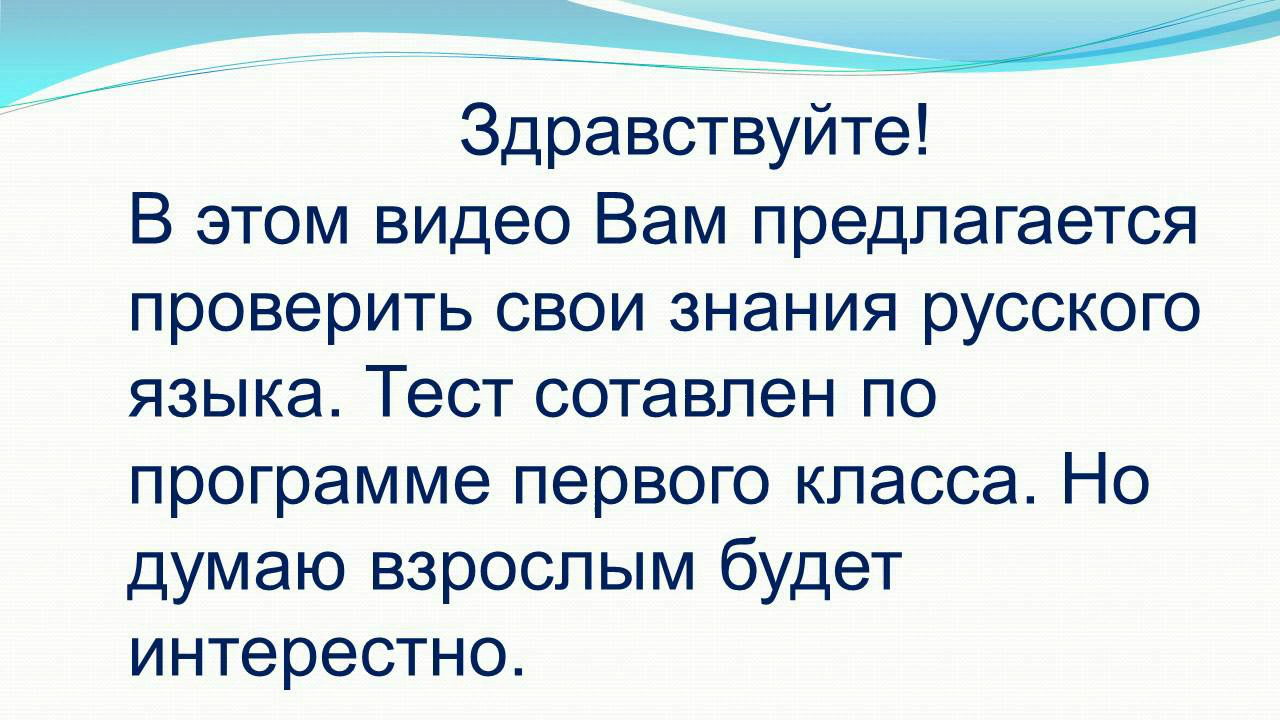 Здравствуйте!
В этом видео Вам предлагается
проверить свои знания русского
языка. Тест сотавлен по
программе первого класса. Но
думаю взрослым будет
интерестно.